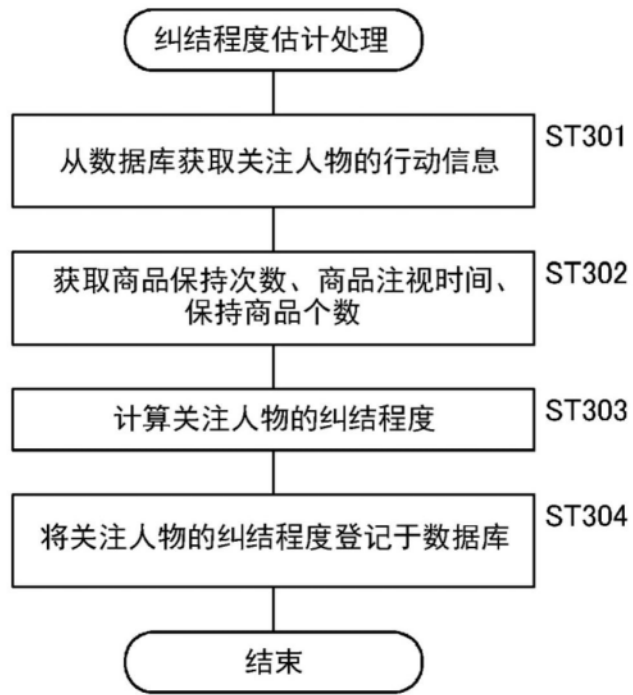 纠结程度估计处理
ST301
从数据库获取关注人物的行动信息
ST302
获取商品保持次数、商品注视时间、
保持商品个数
ST303
计算关注人物的纠结程度
ST304
将关注人物的纠结程度登记于数据库
结束